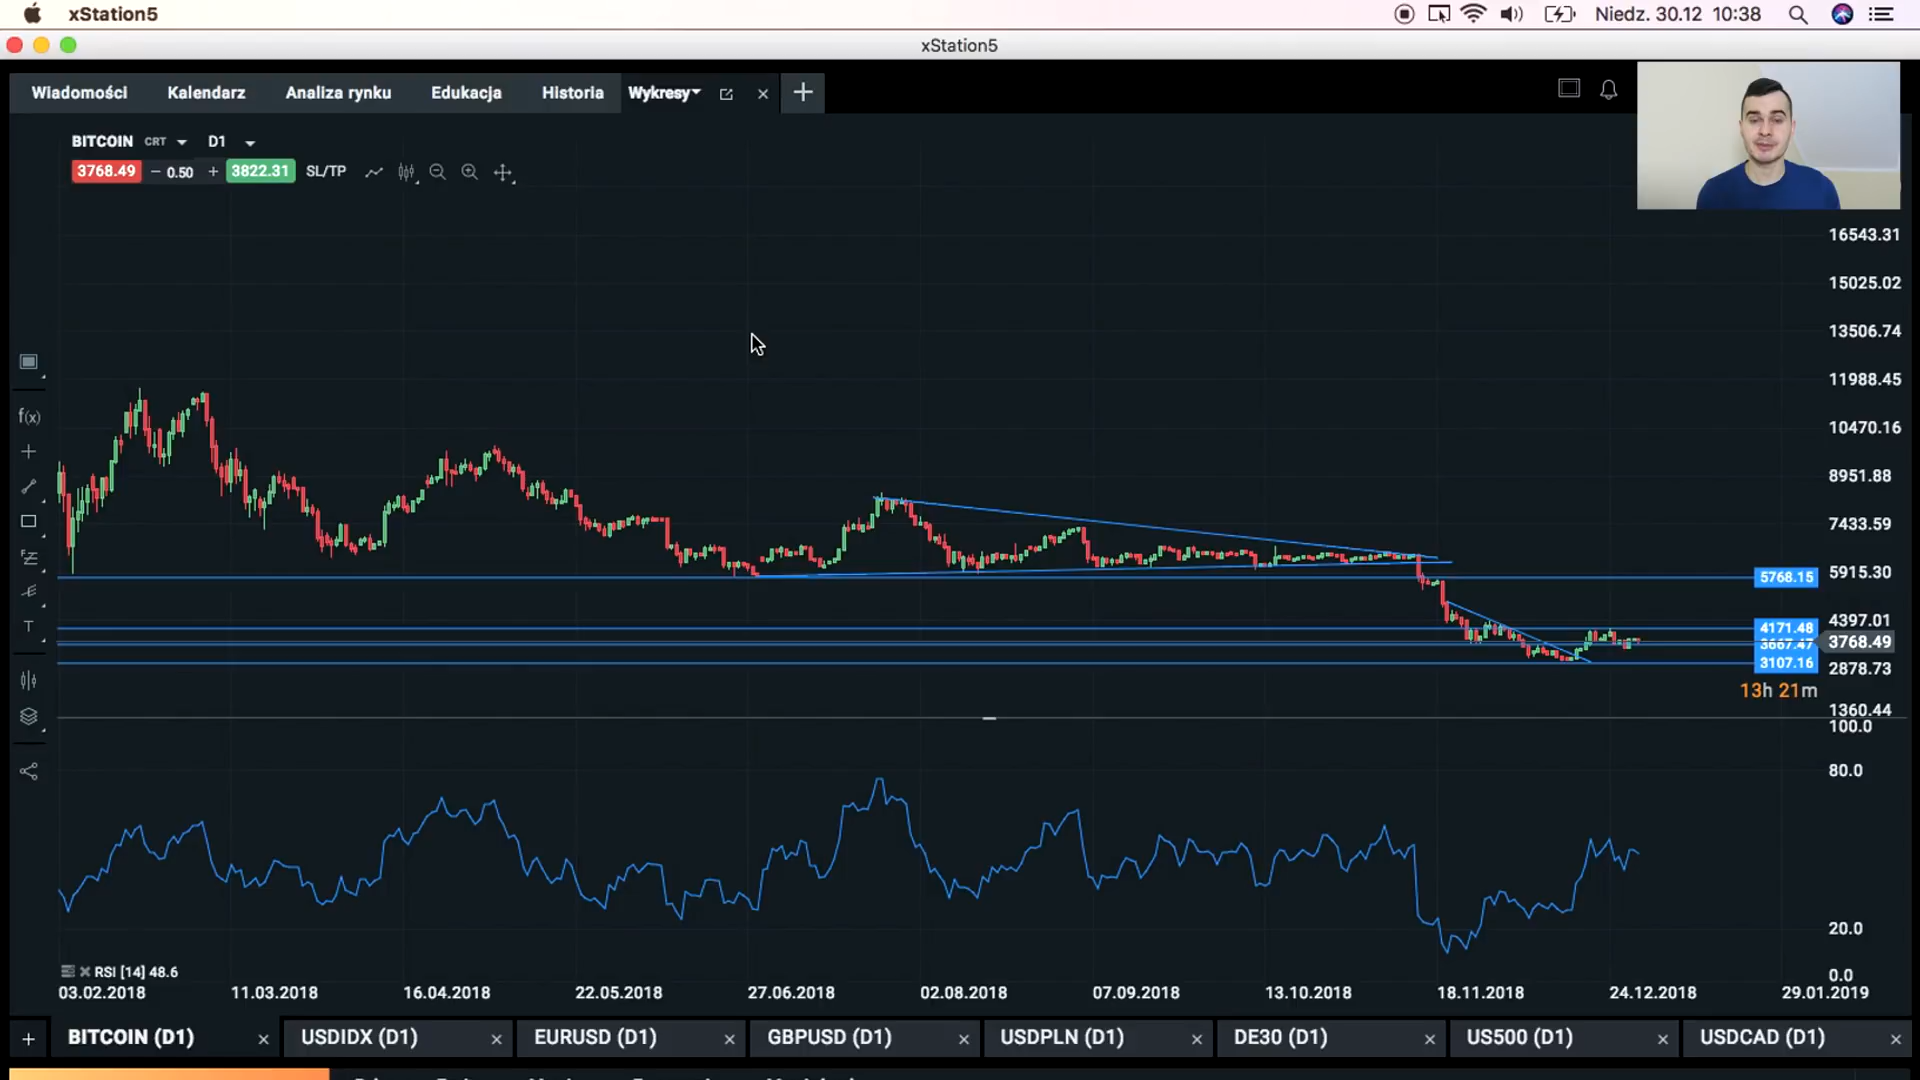 xStation5
Niedz. 30.12 10:38
xStation5
Wiadomości Kalendarz Analiza rynku Edukacja Historia Wykresy
BITCOIN CRT D1
3768.49 − 0.50 + 3822.31 SL/TP
16543.31
15025.02
13506.74
11988.45
f(x)
10470.16
8951.88
7433.59
5915.30
5768.15
T
4397.01
4171.48
3768.49
3667.47
3107.16
2878.73
13h 21m
1360.44
100.0
80.0
20.0
RSI [14] 48.6
0.0
03.02.2018 11.03.2018 16.04.2018 22.05.2018 27.06.2018 02.08.2018 07.09.2018 13.10.2018 18.11.2018 24.12.2018 29.01.2019
+ BITCOIN (D1) USDIDX (D1) EURUSD (D1) GBPUSD (D1) USDPLN (D1) DE30 (D1) US500 (D1) USDCAD (D1)